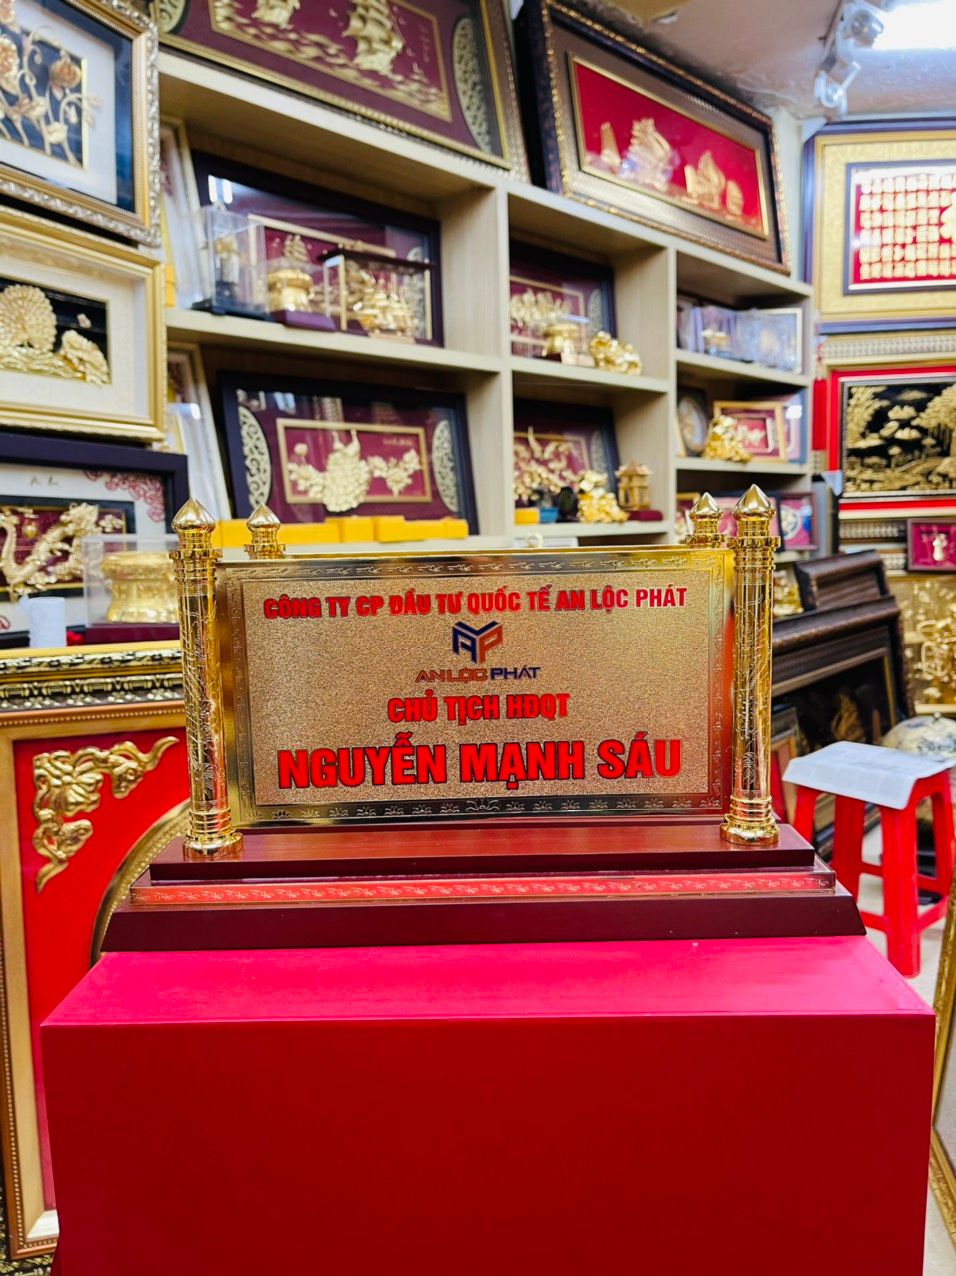 CÔNG TY CP ĐẦU TƯ QUỐC TẾ AN LỘC PHÁT
AN LỘC PHÁT
CHỦ TỊCH HĐQT
NGUYỄN MẠNH SÁU